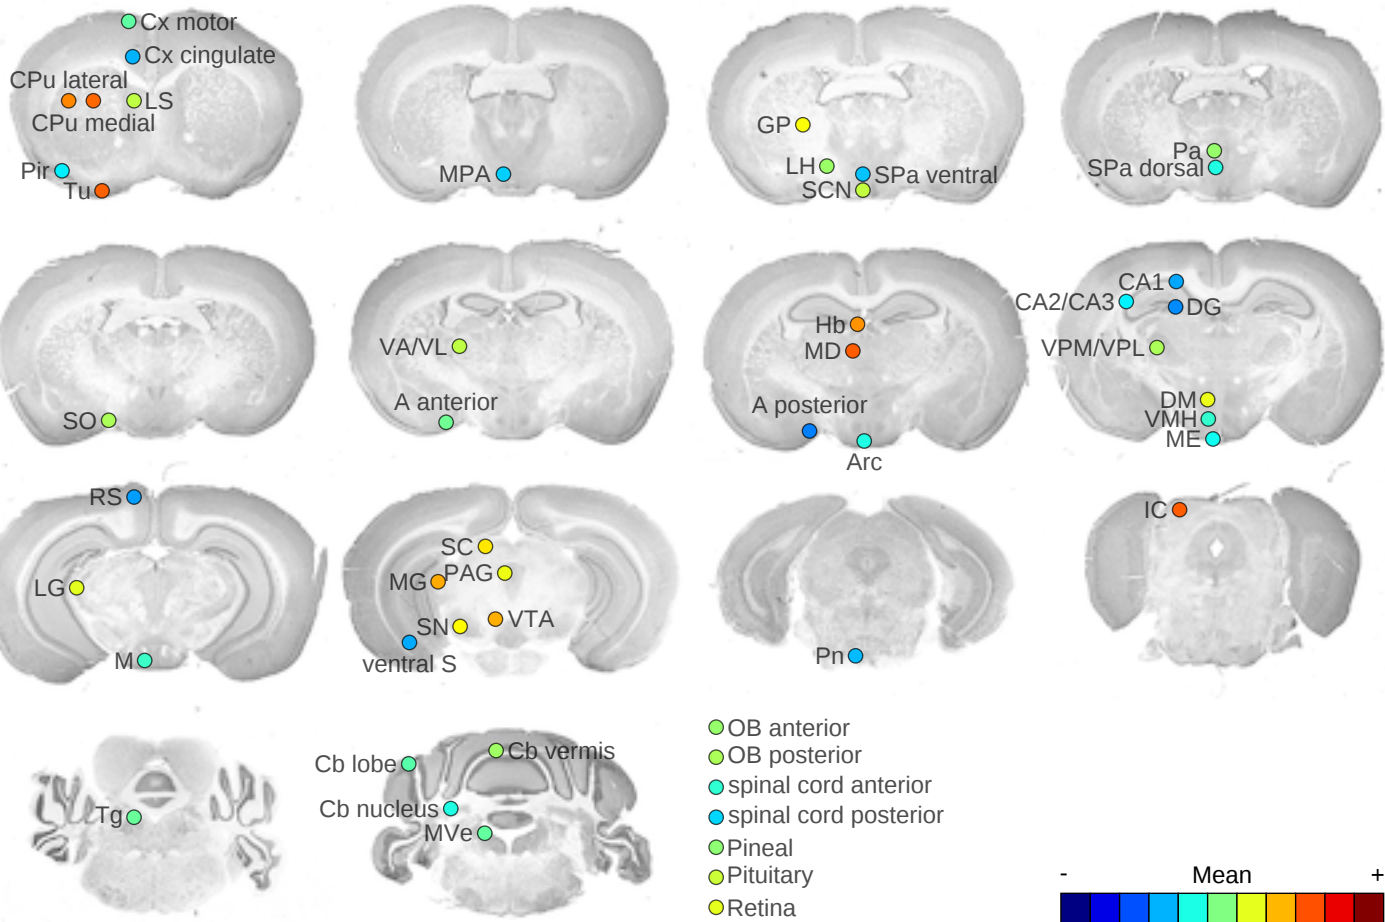 Cx motor
Cx cingulate
CPu lateral
LS
CPu medial
Pir
Tu
MPA
GP
LH
SPa ventral
SCN
Pa
SPa dorsal
SO
VA/VL
A anterior
Hb
MD
A posterior
Arc
CA1
CA2/CA3
DG
VPM/VPL
DM
VMH
ME
RS
LG
M
SC
PAG
MG
VTA
SN
ventral S
Pn
IC
Tg
Cb vermis
Cb lobe
Cb nucleus
MVe
OB anterior
OB posterior
spinal cord anterior
spinal cord posterior
Pineal
Pituitary
Retina
- Mean +